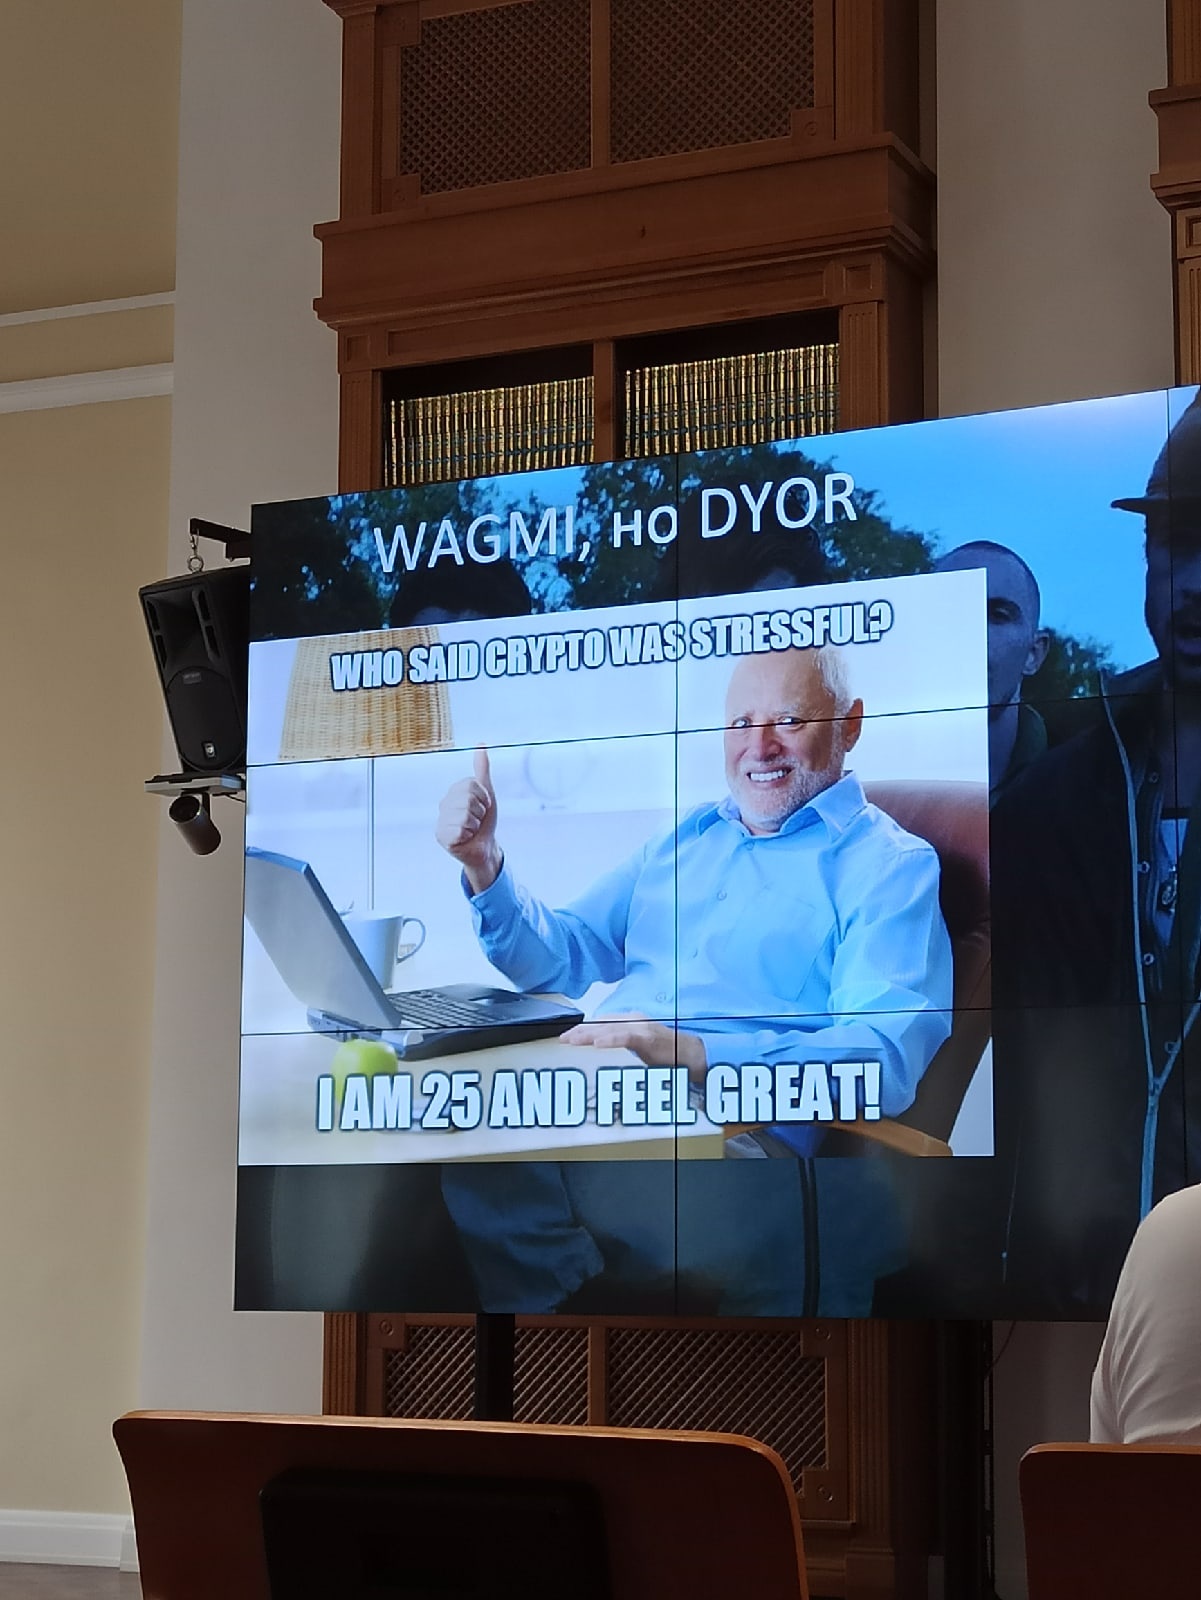 WAGMI, но DYOR
WHO SAID CRYPTO WAS STRESSFUL?
I AM 25 AND FEEL GREAT!